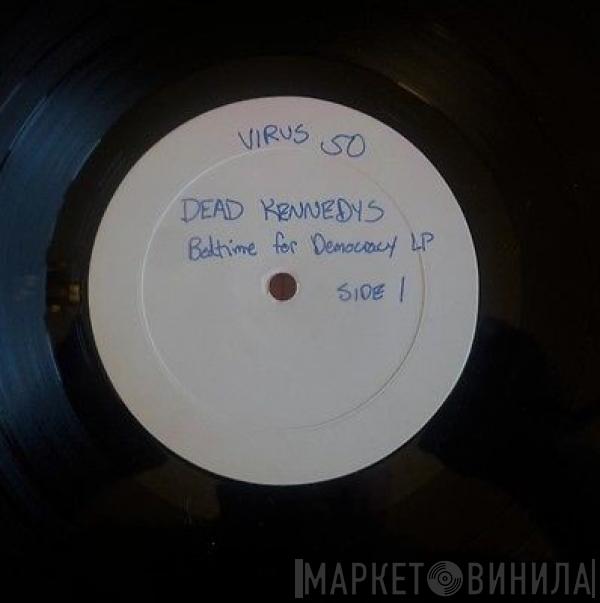 VIRUS 50
DEAD KENNEDYS
Bedtime for Democracy LP
SIDE 1
МАРКЕТ ВИНИЛА